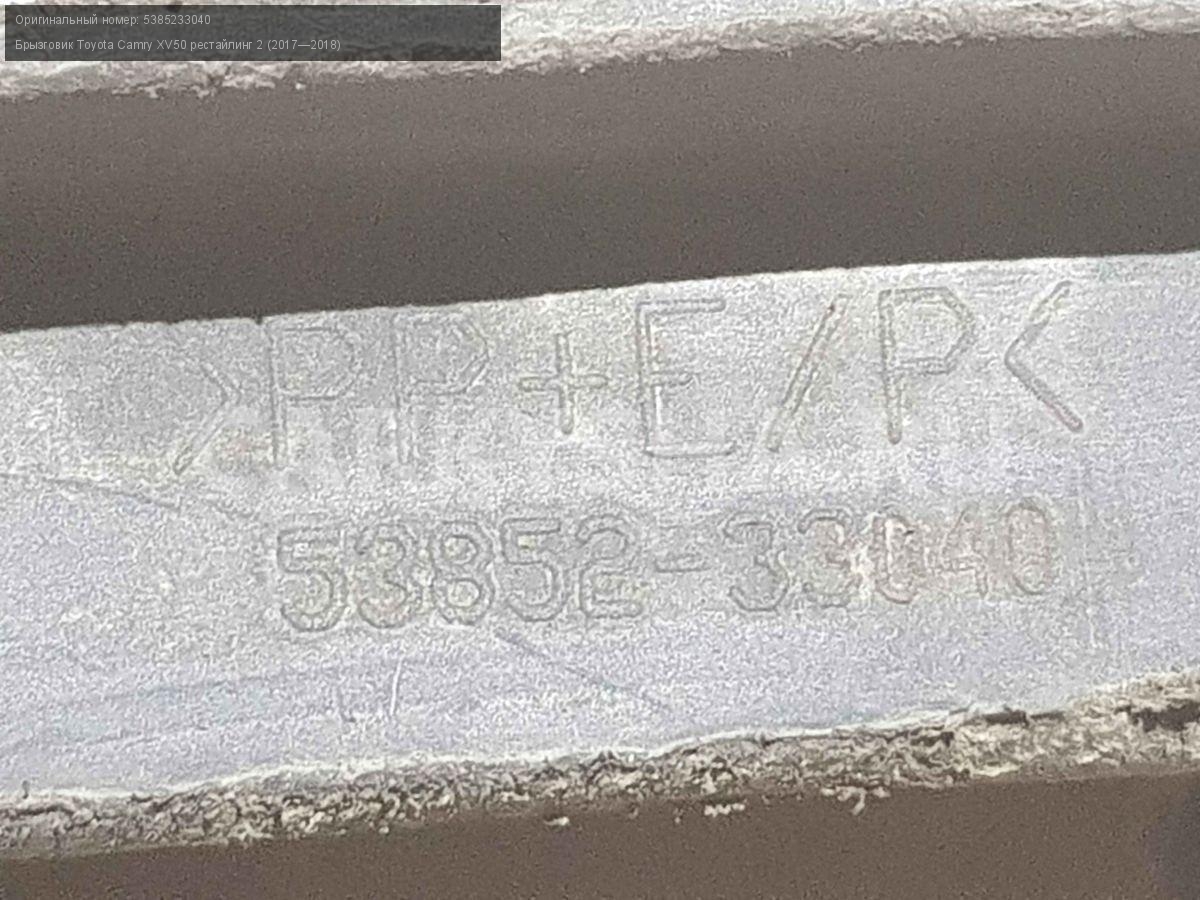 Оригинальный номер: 5385233040
Брызговик Toyota Camry XV50 рестайлинг 2 (2017—2018)
>PP+E/P<
53852-33040